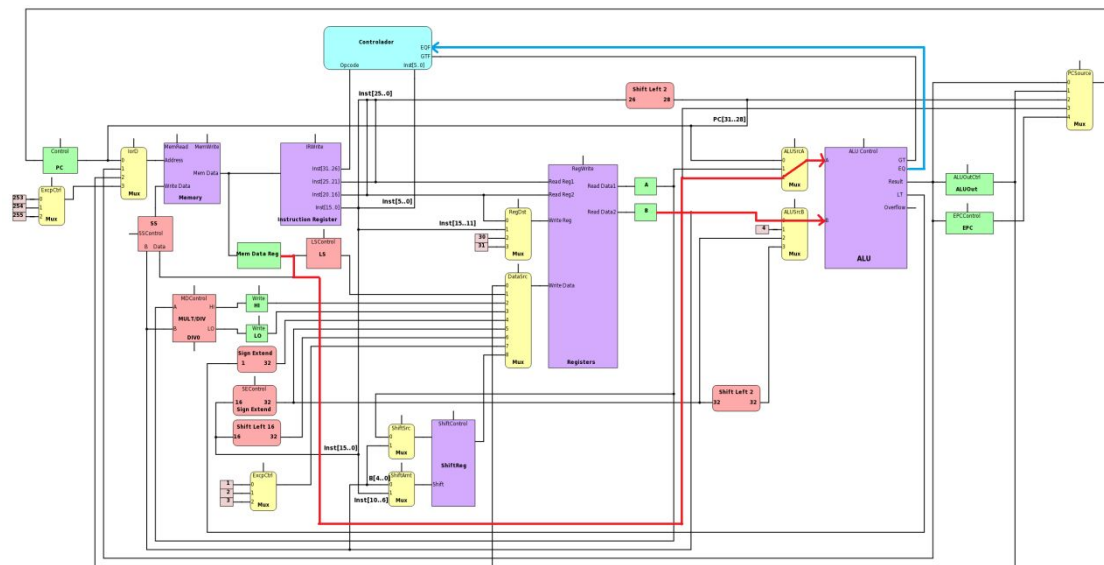 Controlador
EQF
GTF
Opcode
Inst[5..0]
PCSource
0
1
2
3
4
Mux
Inst[25..0]
Shift Left 2
26 28
PC[31..28]
Control
PC
IorD
0
1
2
3
Mux
MemRead MemWrite
Address
Mem Data
Write Data
Memory
IRWrite
Inst[31..26]
Inst[25..21]
Inst[20..16]
Inst[15..0]
Instruction Register
Inst[5..0]
ExcpCtrl
253
254
255
0
1
2
Mux
SS
SSControl
B Data
Mem Data Reg
LSControl
LS
Inst[15..11]
RegDst
0
1
2
3
Mux
30
31
RegWrite
Read Reg1
Read Reg2
Read Data1
Read Data2
Write Reg
Write Data
Registers
A
B
ALUSrcA
0
1
Mux
ALUSrcB
0
1
2
3
Mux
4
ALU Control
A
B
GT
EQ
Result
LT
Overflow
ALU
ALUOutCtrl
ALUOut
EPCControl
EPC
DataSrc
0
1
2
3
4
5
6
7
8
Mux
MDControl
A
B
HI
LO
MULT/DIV
DIV0
Write
HI
Write
LO
Sign Extend
1 32
SEControl
16 32
Sign Extend
Shift Left 16
16 32
Shift Left 2
32 32
Inst[15..0]
ShiftSrc
0
1
Mux
ShiftControl
ShiftReg
Shift
B[4..0]
ShiftAmt
0
1
Mux
Inst[10..6]
ExcpCtrl
1
2
3
0
1
2
Mux